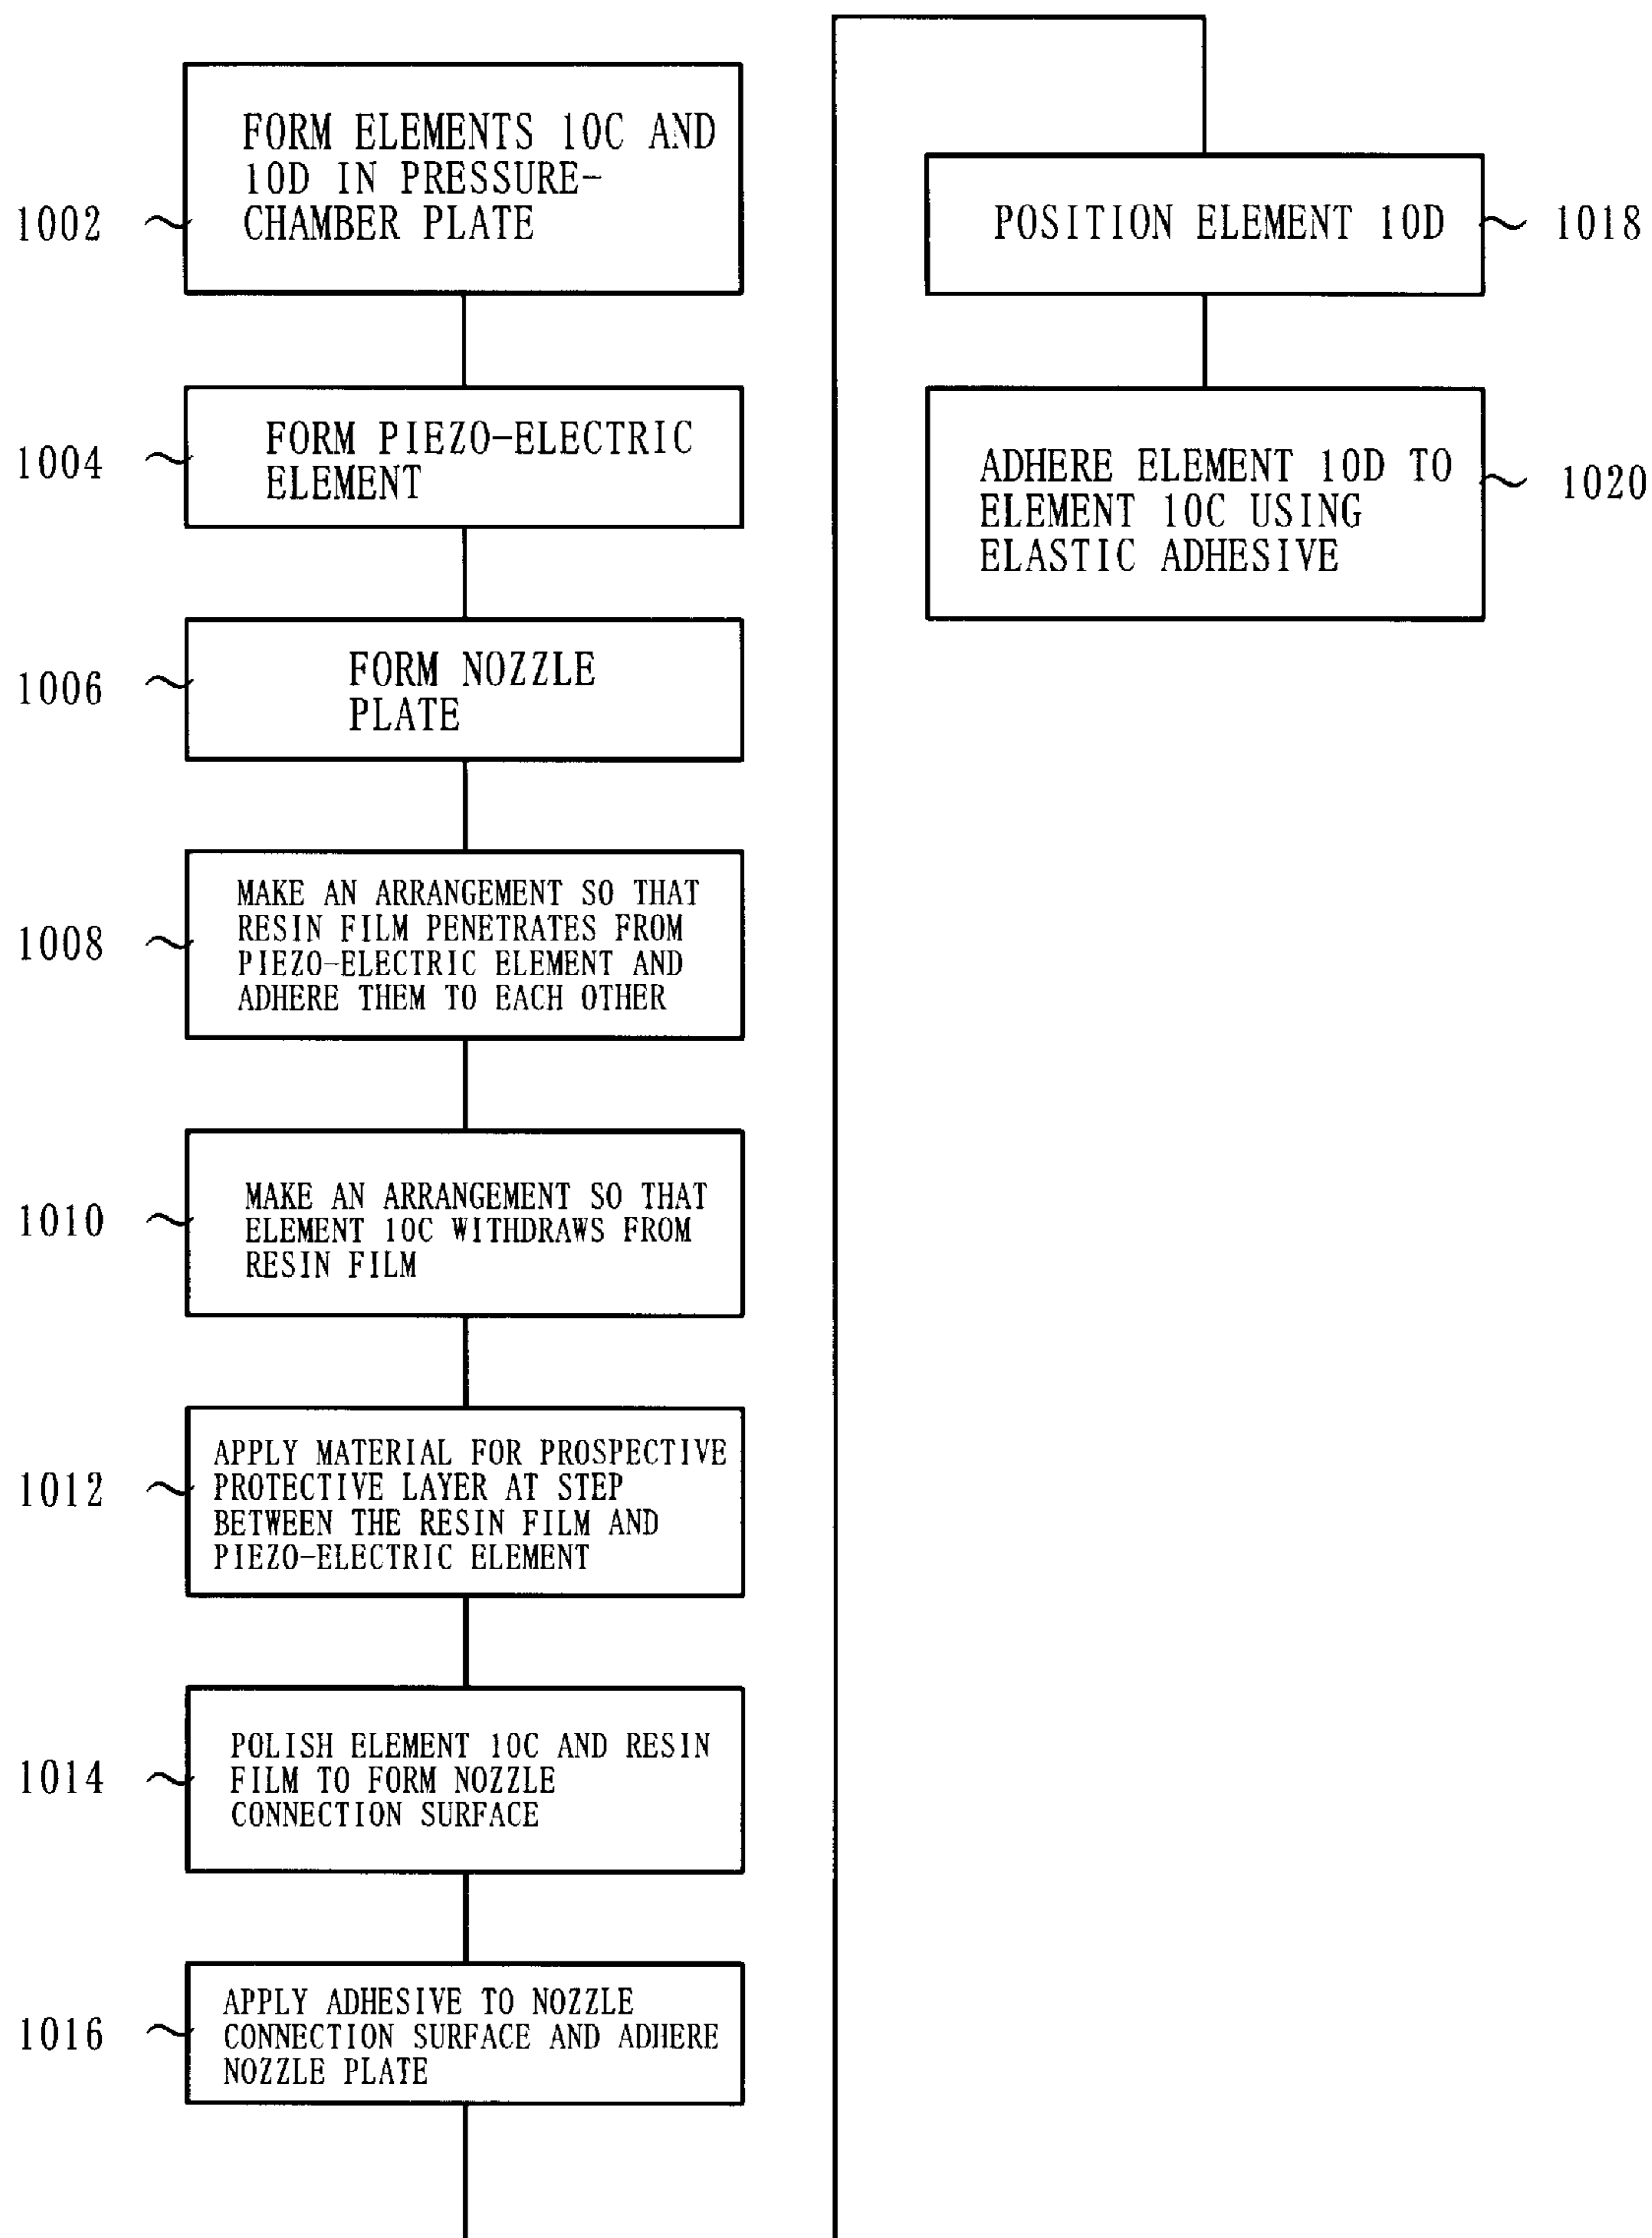 FORM ELEMENTS 10C AND
10D IN PRESSURE-
CHAMBER PLATE
1002
FORM PIEZO-ELECTRIC
ELEMENT
1004
FORM NOZZLE
PLATE
1006
MAKE AN ARRANGEMENT SO THAT
RESIN FILM PENETRATES FROM
PIEZO-ELECTRIC ELEMENT AND
ADHERE THEM TO EACH OTHER
1008
MAKE AN ARRANGEMENT SO THAT
ELEMENT 10C WITHDRAWS FROM
RESIN FILM
1010
APPLY MATERIAL FOR PROSPECTIVE
PROTECTIVE LAYER AT STEP
BETWEEN THE RESIN FILM AND
PIEZO-ELECTRIC ELEMENT
1012
POLISH ELEMENT 10C AND RESIN
FILM TO FORM NOZZLE
CONNECTION SURFACE
1014
APPLY ADHESIVE TO NOZZLE
CONNECTION SURFACE AND ADHERE
NOZZLE PLATE
1016
POSITION ELEMENT 10D
1018
ADHERE ELEMENT 10D TO
ELEMENT 10C USING
ELASTIC ADHESIVE
1020